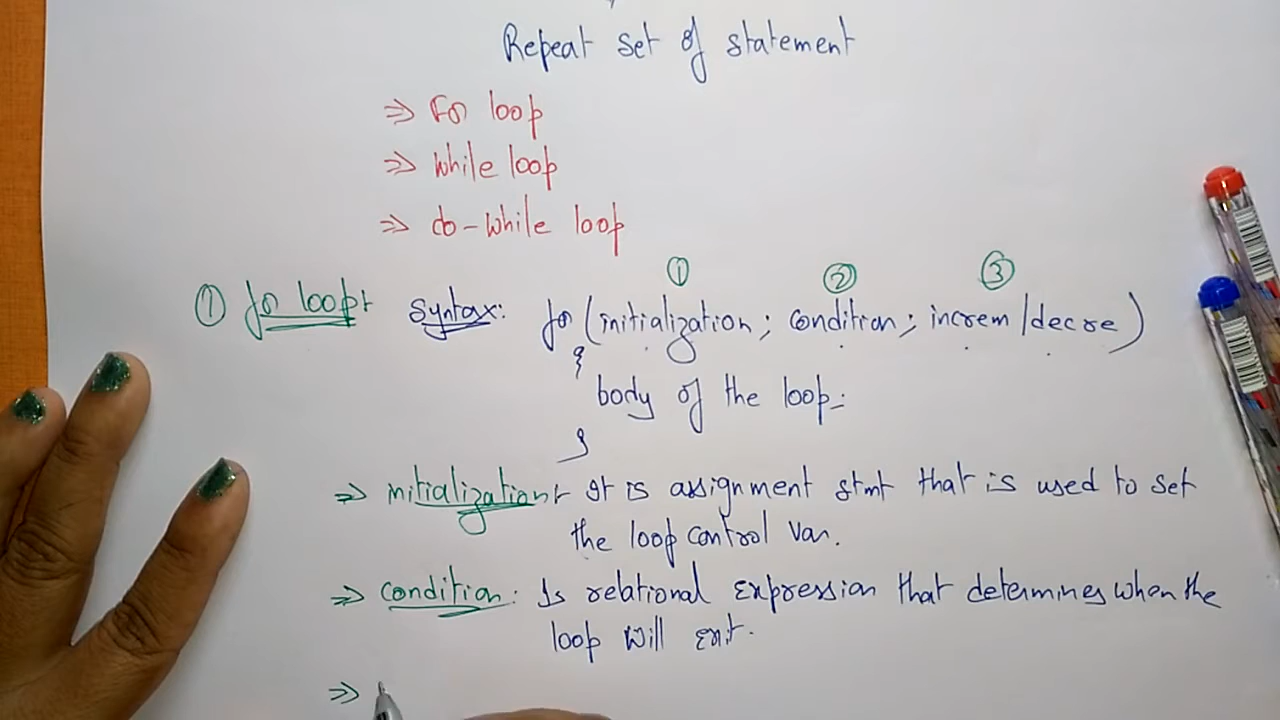 Repeat set of statement
⇒ For loop
⇒ while loop
⇒ do-while loop
① ② ③
① for loop:- Syntax: for (initialization; condition; increm/decre)
{
body of the loop;
}
⇒ initialization:- It is assignment stmt that is used to set
the loop control var.
⇒ condition: Is relational expression that determines when the
loop will exit.
⇒